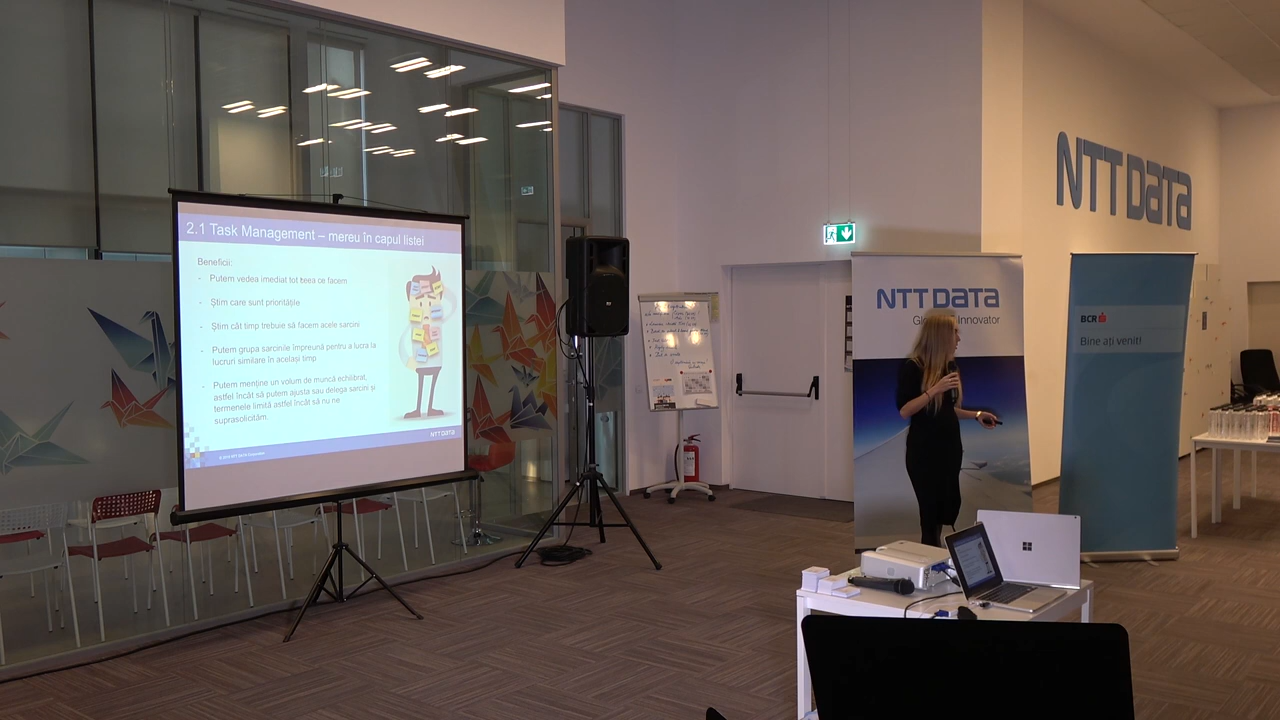 2.1 Task Management – mereu în capul listei
Beneficii:
- Putem vedea imediat tot ceea ce facem
- Știm care sunt prioritățile
- Știm cât timp trebuie să facem acele sarcini
- Putem grupa sarcinile împreună pentru a lucra la
lucruri similare în același timp
- Putem menține un volum de muncă echilibrat,
astfel încât să putem ajusta sau delega sarcini și
termenele limită astfel încât să nu ne
suprasolicităm.
NTT DATA
NTT DATA
NTT DATA
Innovator
BCR
Bine ați venit!